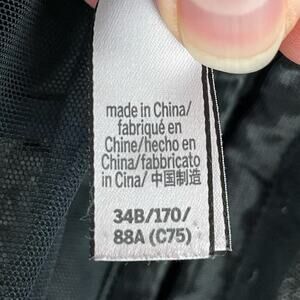 made in China/
fabriqué en
Chine/hecho en
China/fabbricato
in Cina/ 中国制造
34B/170/
88A (C75)